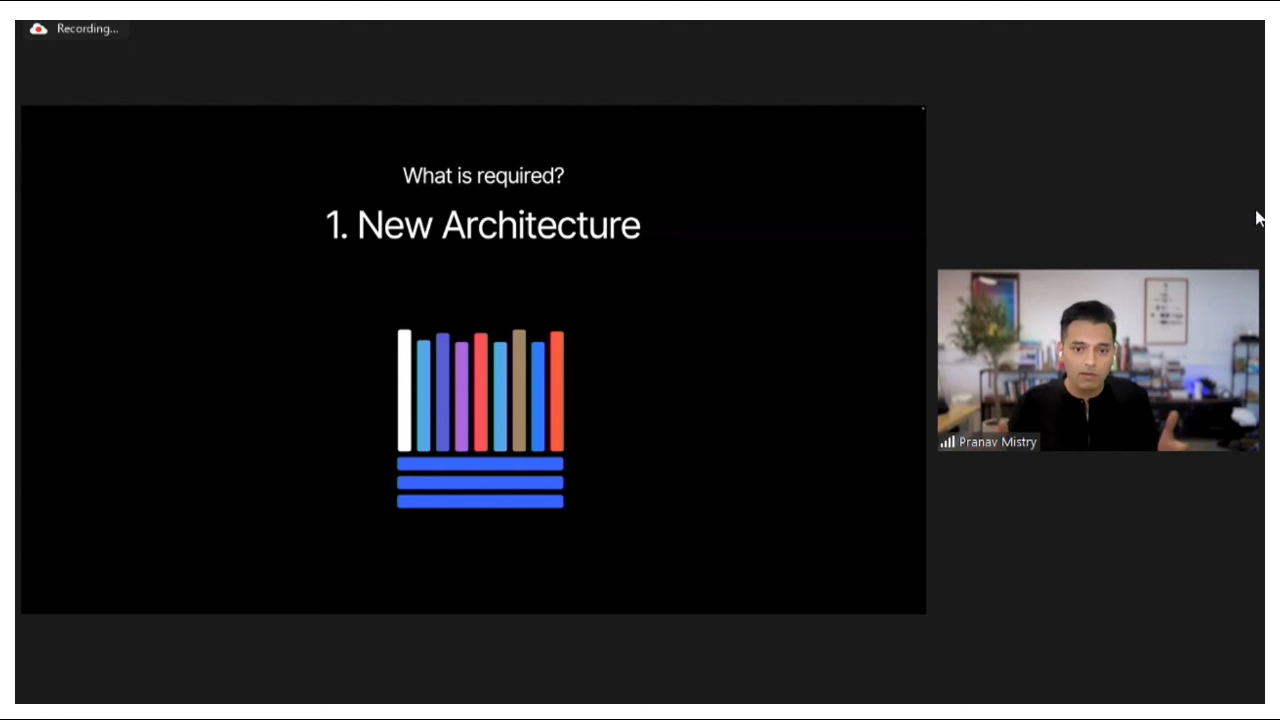 Recording...
What is required?
1. New Architecture
Pranav Mistry